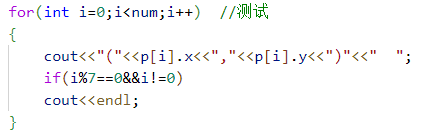 for(int i=0;i<num;i++)  //测试
{
    cout<<"("<<p[i].x<<","<<p[i].y<<")"<<"  ";
    if(i%7==0&&i!=0)
    cout<<endl;
}